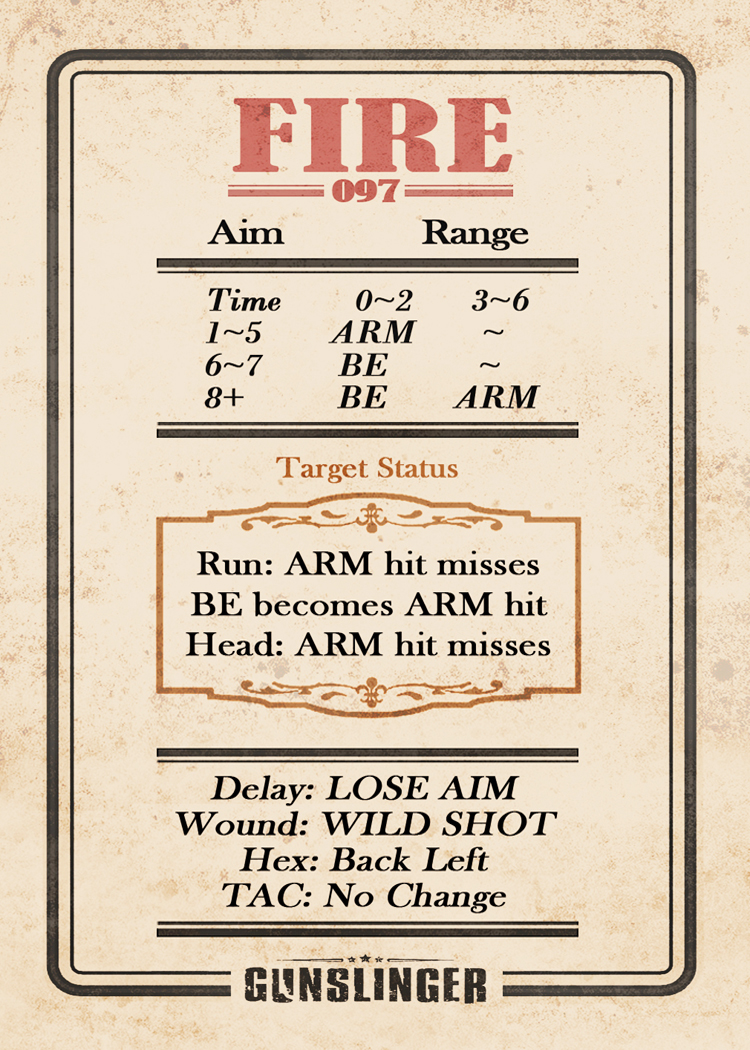 FIRE
097
Aim Range
Time 0~2 3~6
1~5 ARM ~
6~7 BE ~
8+ BE ARM
Target Status
Run: ARM hit misses
BE becomes ARM hit
Head: ARM hit misses
Delay: LOSE AIM
Wound: WILD SHOT
Hex: Back Left
TAC: No Change
GUNSLINGER